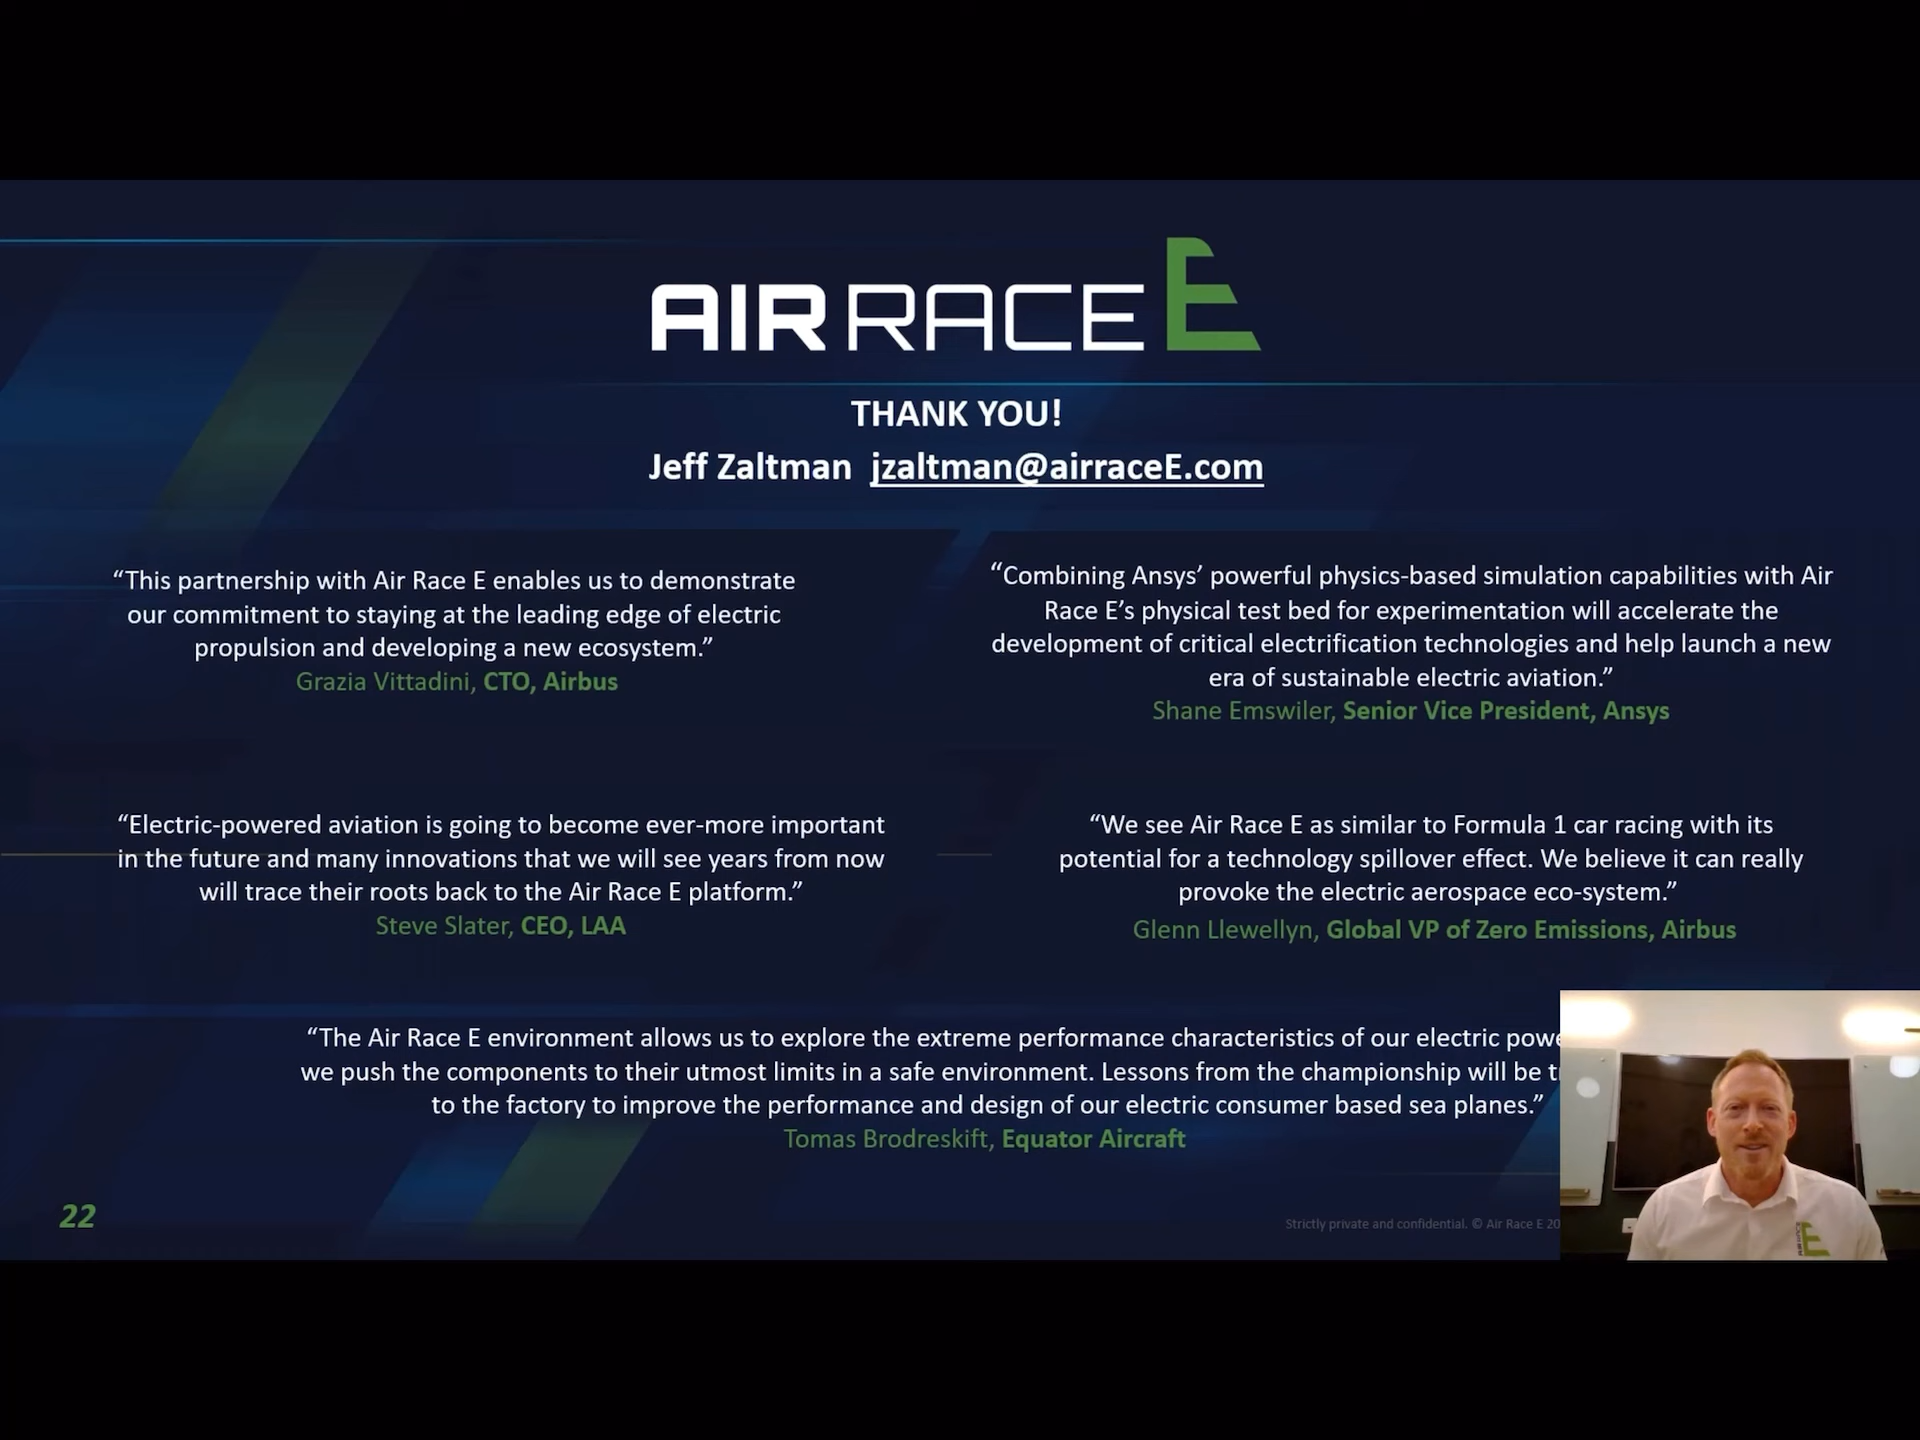 AIR RACE E
THANK YOU!
Jeff Zaltman jzaltman@airraceE.com
“This partnership with Air Race E enables us to demonstrate
our commitment to staying at the leading edge of electric
propulsion and developing a new ecosystem.”
Grazia Vittadini, CTO, Airbus
“Combining Ansys’ powerful physics-based simulation capabilities with Air
Race E’s physical test bed for experimentation will accelerate the
development of critical electrification technologies and help launch a new
era of sustainable electric aviation.”
Shane Emswiler, Senior Vice President, Ansys
“Electric-powered aviation is going to become ever-more important
in the future and many innovations that we will see years from now
will trace their roots back to the Air Race E platform.”
Steve Slater, CEO, LAA
“We see Air Race E as similar to Formula 1 car racing with its
potential for a technology spillover effect. We believe it can really
provoke the electric aerospace eco-system.”
Glenn Llewellyn, Global VP of Zero Emissions, Airbus
“The Air Race E environment allows us to explore the extreme performance characteristics of our electric
we push the components to their utmost limits in a safe environment. Lessons from the championship will be
to the factory to improve the performance and design of our electric consumer based sea planes.”
Tomas Brodreskift, Equator Aircraft
22
Strictly private and confidential. © Air Race E
E